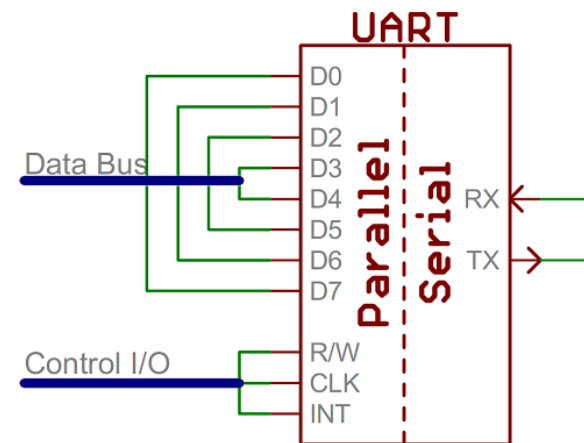 UART
Data Bus
Control I/O
D0
D1
D2
D3
D4
D5
D6
D7
R/W
CLK
INT
Parallel
Serial
RX
TX